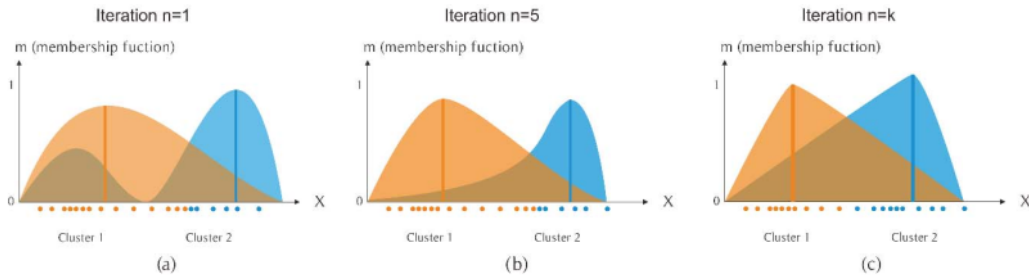 Iteration n=1
m (membership fuction)
1
0
X
Cluster 1
Cluster 2
(a)
Iteration n=5
m (membership fuction)
1
0
X
Cluster 1
Cluster 2
(b)
Iteration n=k
m (membership fuction)
1
0
X
Cluster 1
Cluster 2
(c)